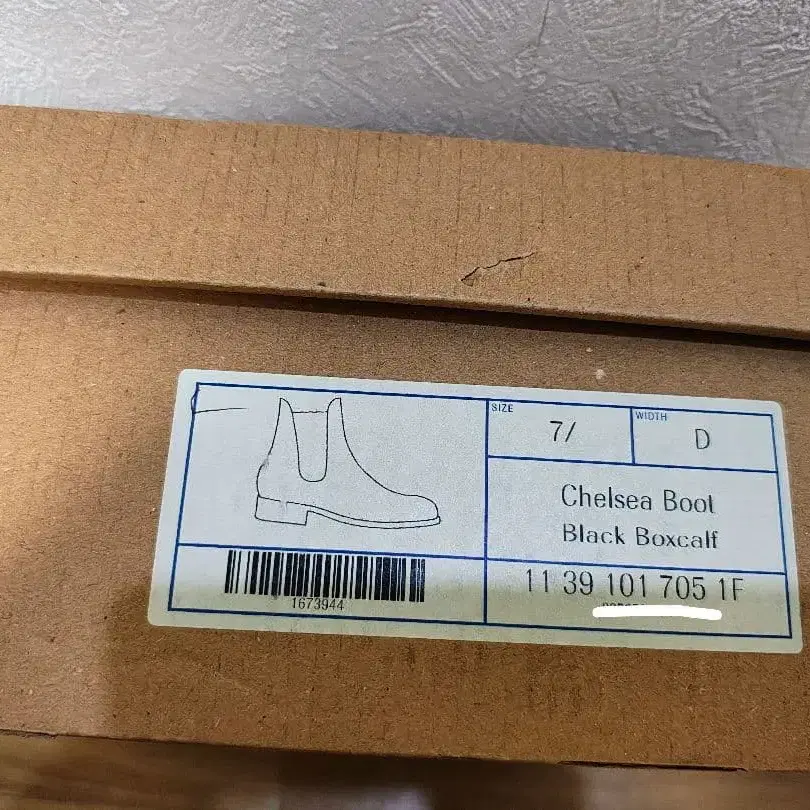 SIZE
7/
WIDTH
D
Chelsea Boot
Black Boxcalf
11 39 101 705 1F
1673944